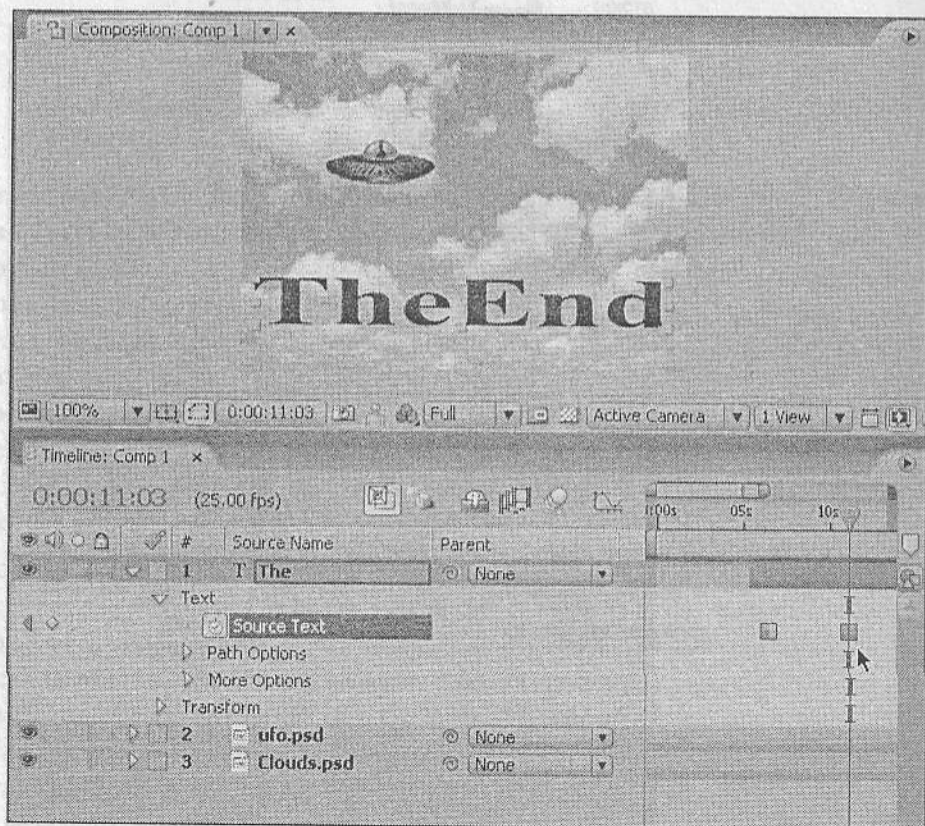 Composition: Comp 1
TheEnd
100% 0:00:11:03 Full Active Camera 1 View
Timeline: Comp 1
0:00:11:03 (25.00 fps)
05s 10s
# Source Name Parent
1 T The None
Text
Source Text
Path Options
More Options
Transform
2 ufo.psd None
3 Clouds.psd None